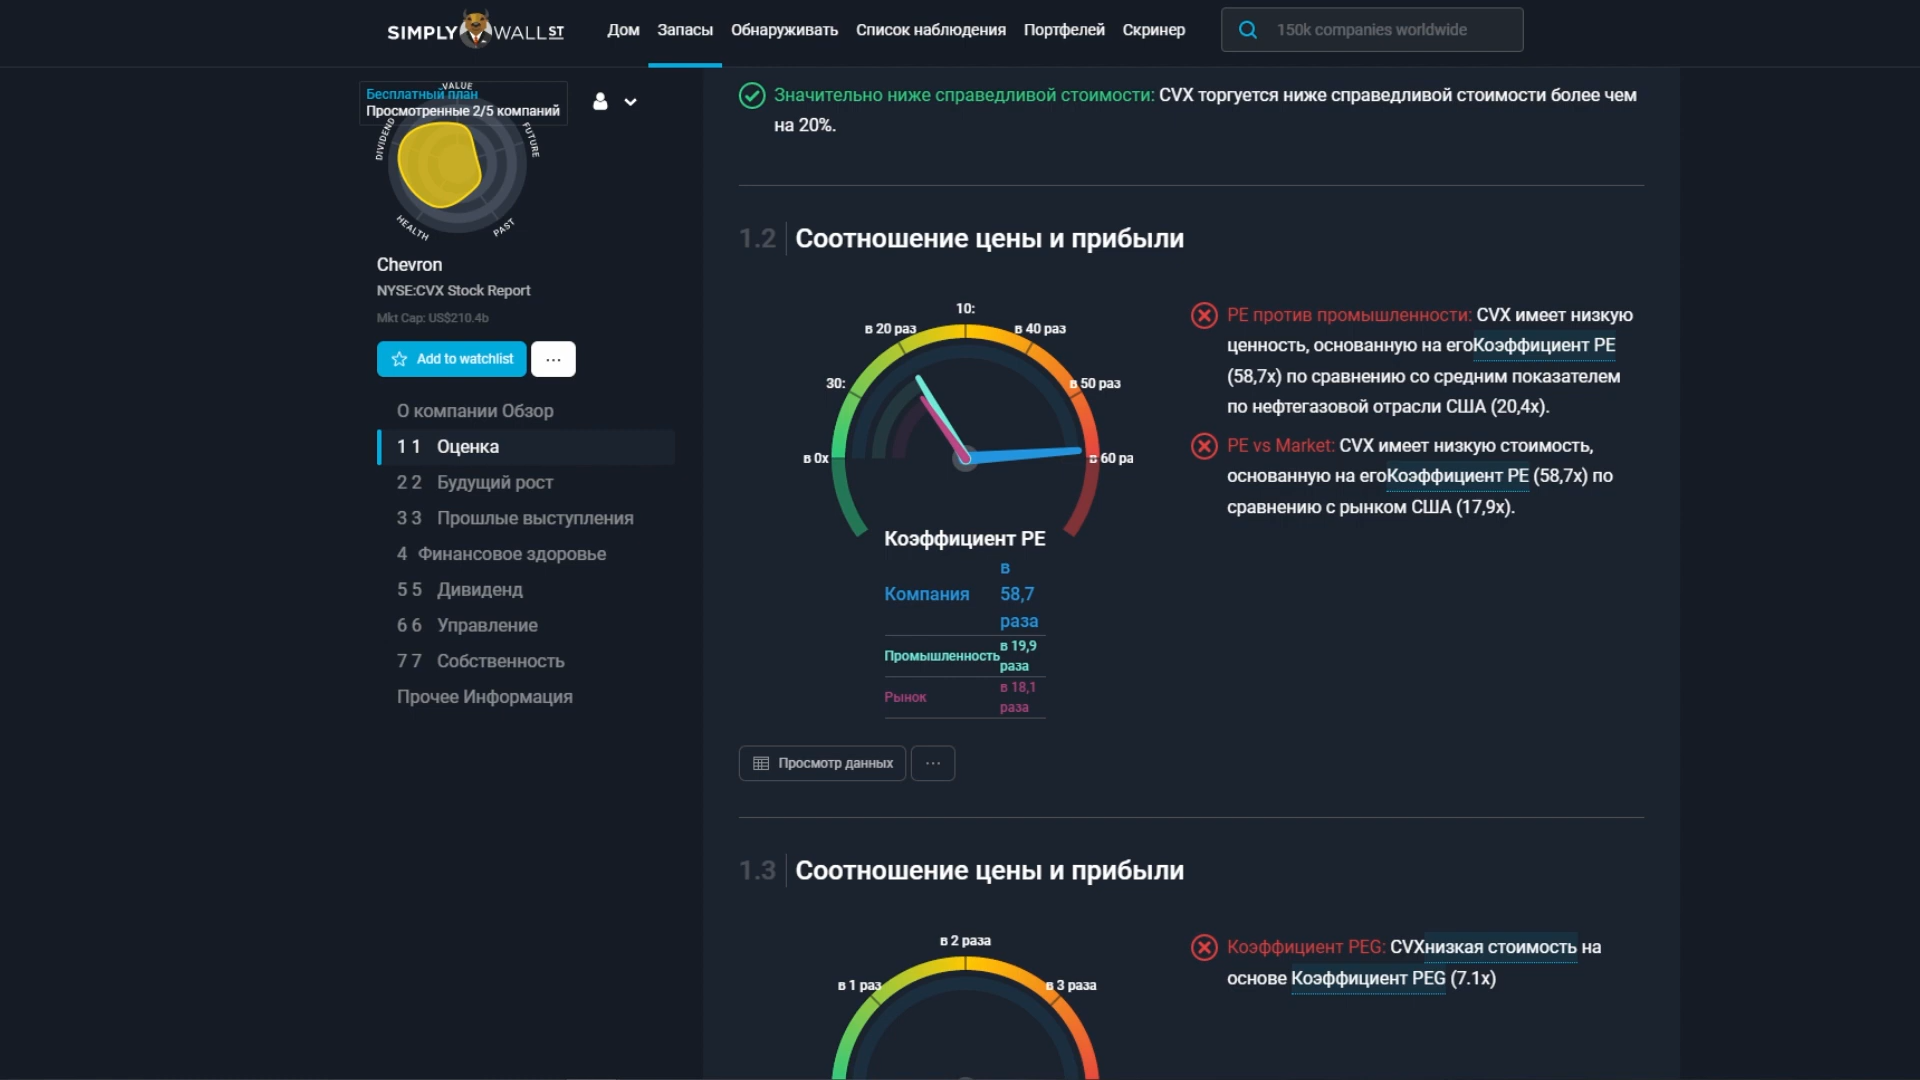 SIMPLY WALL ST
Дом
Запасы
Обнаруживать
Список наблюдения
Портфелей
Скринер
150k companies worldwide
Бесплатный план
Просмотренные 2/5 компаний
VALUE
FUTURE
PAST
HEALTH
DIVIDEND
Chevron
NYSE:CVX Stock Report
Mkt Cap: US$210.4b
Add to watchlist
...
О компании Обзор
1 1 Оценка
2 2 Будущий рост
3 3 Прошлые выступления
4 Финансовое здоровье
5 5 Дивиденд
6 6 Управление
7 7 Собственность
Прочее Информация
Значительно ниже справедливой стоимости: CVX торгуется ниже справедливой стоимости более чем
на 20%.
1.2 Соотношение цены и прибыли
10:
в 20 раз
в 40 раз
30:
в 50 раз
в 0x
в 60 ра
Коэффициент PE
Компания
в
58,7
раза
Промышленность
в 19,9
раза
Рынок
в 18,1
раза
PE против промышленности: CVX имеет низкую
ценность, основанную на егоКоэффициент PE
(58,7x) по сравнению со средним показателем
по нефтегазовой отрасли США (20,4x).
PE vs Market: CVX имеет низкую стоимость,
основанную на егоКоэффициент PE (58,7x) по
сравнению с рынком США (17,9x).
Просмотр данных
...
1.3 Соотношение цены и прибыли
в 2 раза
в 1 раз
в 3 раза
Коэффициент PEG: CVXнизкая стоимость на
основе Коэффициент PEG (7.1x)